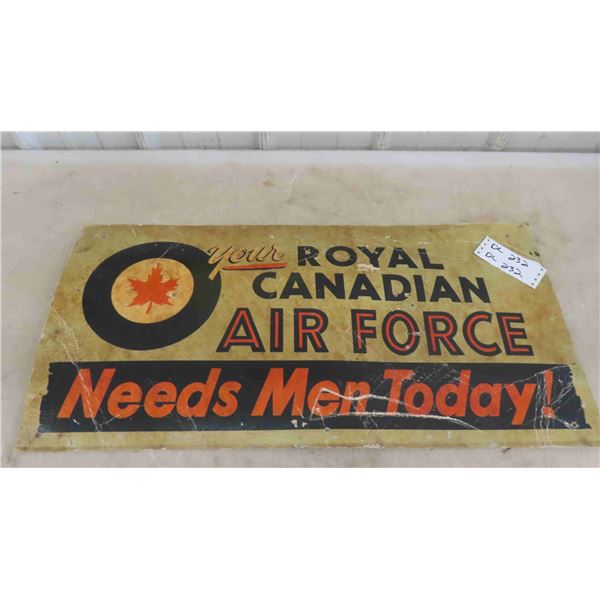 Your ROYAL
CANADIAN
AIR FORCE
Needs Men Today!
DL 232
DL 232